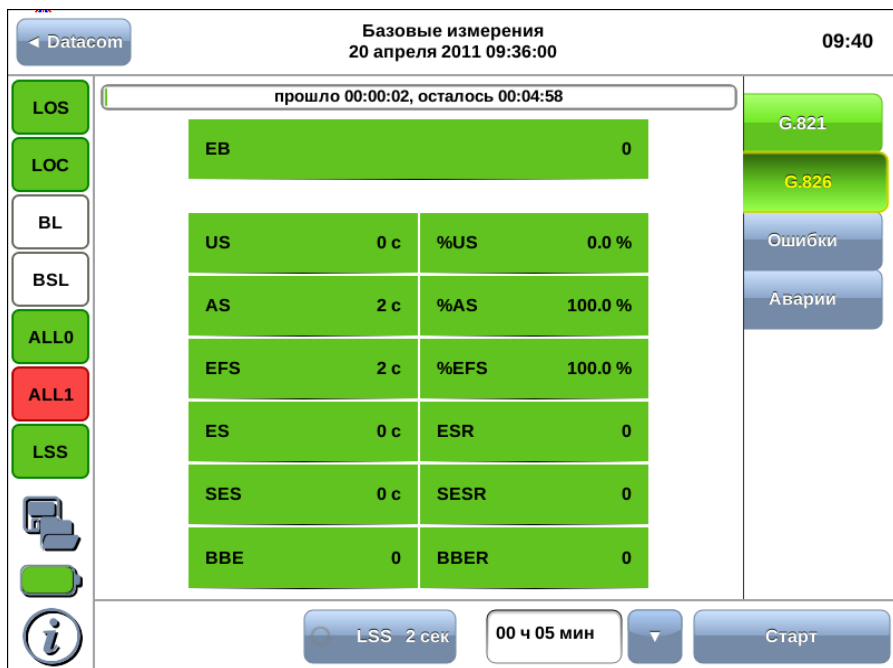 ◄ Datacom
Базовые измерения
20 апреля 2011 09:36:00
09:40
LOS
LOC
BL
BSL
ALL0
ALL1
LSS
прошло 00:00:02, осталось 00:04:58
EB 0
US 0 с %US 0.0 %
AS 2 с %AS 100.0 %
EFS 2 с %EFS 100.0 %
ES 0 с ESR 0
SES 0 с SESR 0
BBE 0 BBER 0
G.821
G.826
Ошибки
Аварии
i
LSS 2 сек
00 ч 05 мин
▼
Старт